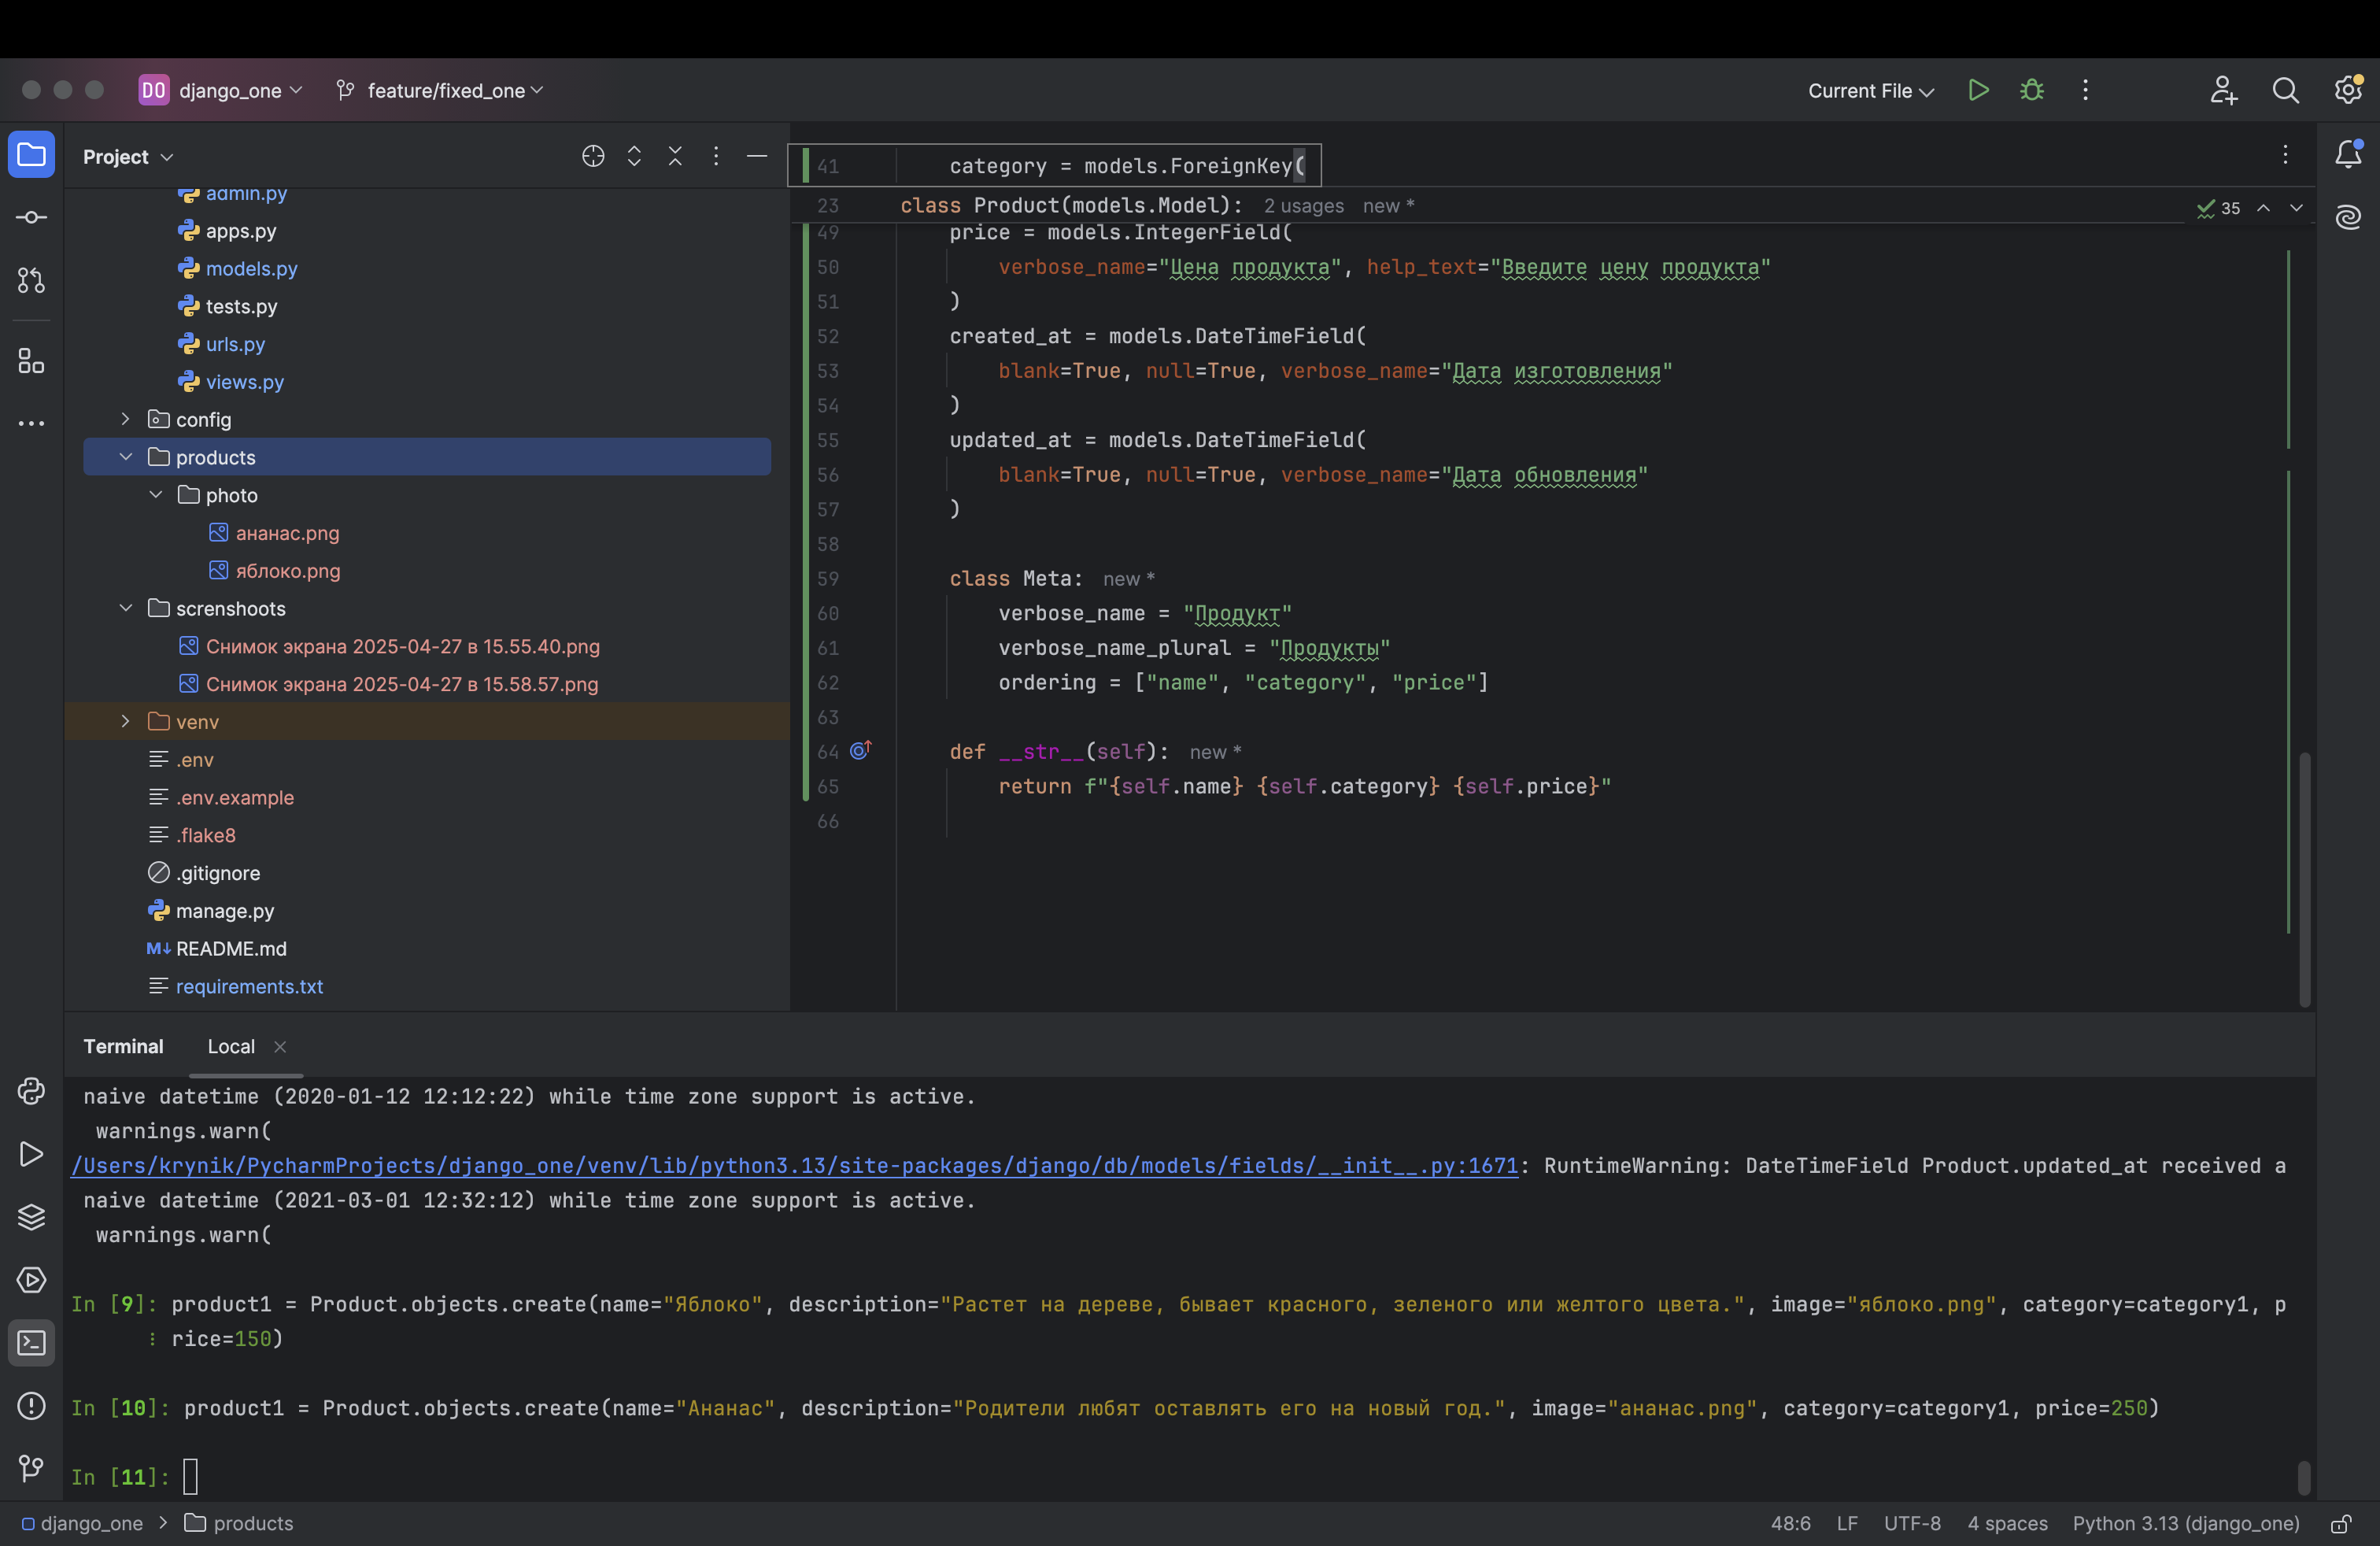 DO django_one feature/fixed_one Current File
Project
admin.py
apps.py
models.py
tests.py
urls.py
views.py
config
products
photo
ананас.png
яблоко.png
screnshoots
Снимок экрана 2025-04-27 в 15.55.40.png
Снимок экрана 2025-04-27 в 15.58.57.png
venv
.env
.env.example
.flake8
.gitignore
manage.py
M↓ README.md
requirements.txt
41 category = models.ForeignKey(
23 class Product(models.Model): 2 usages new *
35
49 price = models.IntegerField(
50 verbose_name="Цена продукта", help_text="Введите цену продукта"
51 )
52 created_at = models.DateTimeField(
53 blank=True, null=True, verbose_name="Дата изготовления"
54 )
55 updated_at = models.DateTimeField(
56 blank=True, null=True, verbose_name="Дата обновления"
57 )
58
59 class Meta: new *
60 verbose_name = "Продукт"
61 verbose_name_plural = "Продукты"
62 ordering = ["name", "category", "price"]
63
64 def __str__(self): new *
65 return f"{self.name} {self.category} {self.price}"
66
Terminal Local
naive datetime (2020-01-12 12:12:22) while time zone support is active.
warnings.warn(
/Users/krynik/PycharmProjects/django_one/venv/lib/python3.13/site-packages/django/db/models/fields/__init__.py:1671: RuntimeWarning: DateTimeField Product.updated_at received a
naive datetime (2021-03-01 12:32:12) while time zone support is active.
warnings.warn(
In [9]: product1 = Product.objects.create(name="Яблоко", description="Растет на дереве, бывает красного, зеленого или желтого цвета.", image="яблоко.png", category=category1, p
⋮ rice=150)
In [10]: product1 = Product.objects.create(name="Ананас", description="Родители любят оставлять его на новый год.", image="ананас.png", category=category1, price=250)
In [11]:
django_one > products 48:6 LF UTF-8 4 spaces Python 3.13 (django_one)